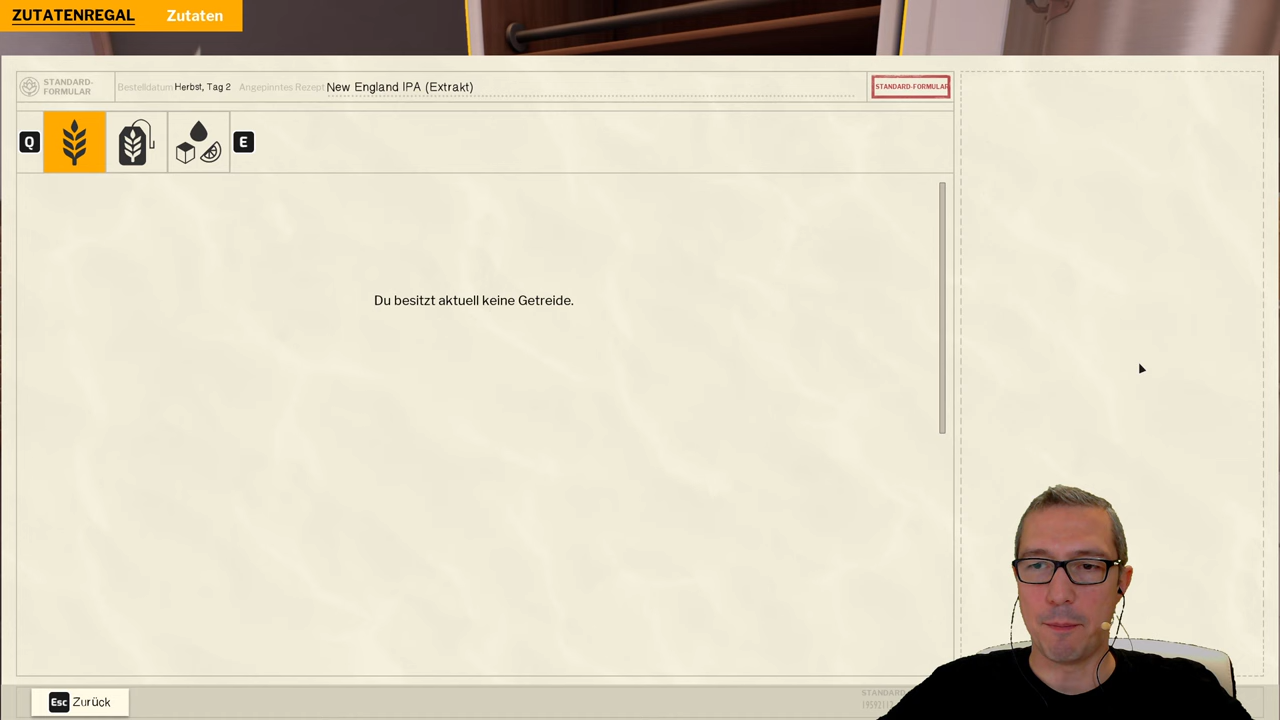 ZUTATENREGAL Zutaten
STANDARD-
FORMULAR
Bestelldatum Herbst, Tag 2 Angepinntes Rezept New England IPA (Extrakt)
STANDARD-FORMULAR
Q E
Du besitzt aktuell keine Getreide.
Esc Zurück
STANDARD